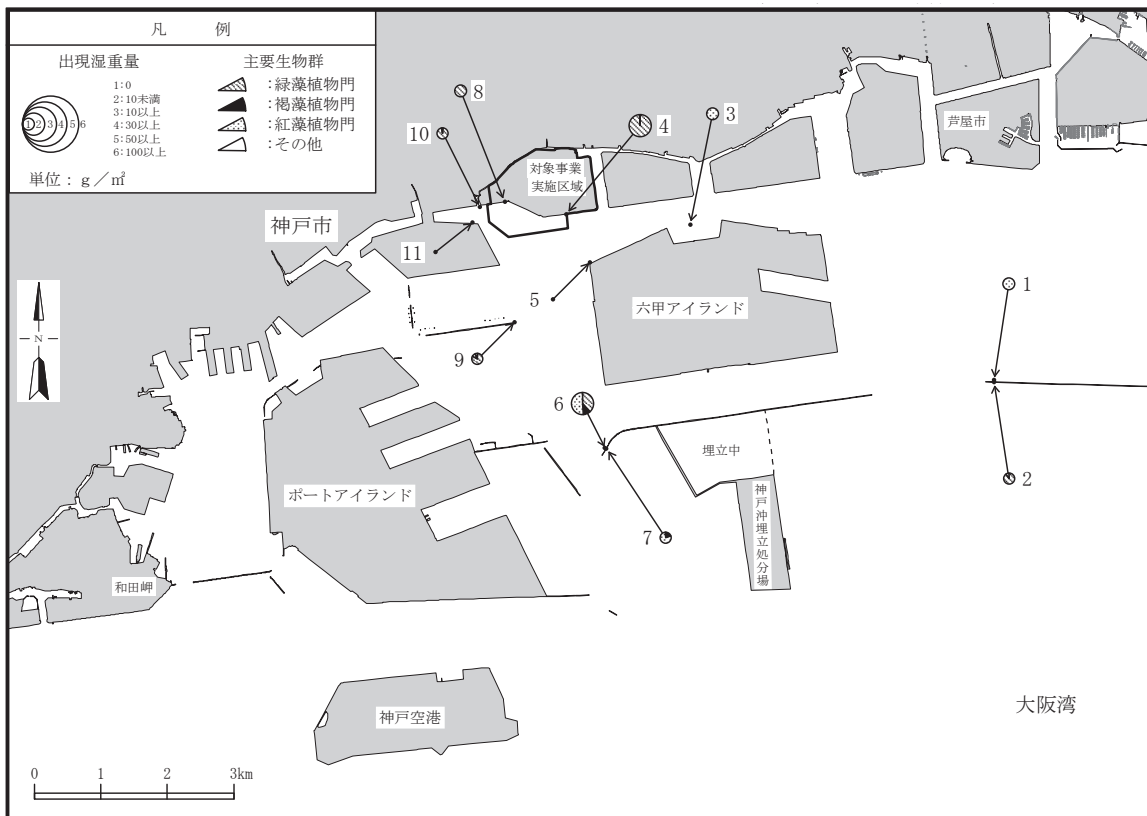 凡 例
出現湿重量
主要生物群
1:0
2:10未満
3:10以上
4:30以上
5:50以上
6:100以上
1 2 3 4 5 6
:緑藻植物門
:褐藻植物門
:紅藻植物門
:その他
単位:g/㎡
8
3
10
4
芦屋市
対象事業
実施区域
神戸市
11
1
5
六甲アイランド
N
9
6
埋立中
2
ポートアイランド
神戸沖埋立処分場
7
和田岬
大阪湾
神戸空港
0 1 2 3km